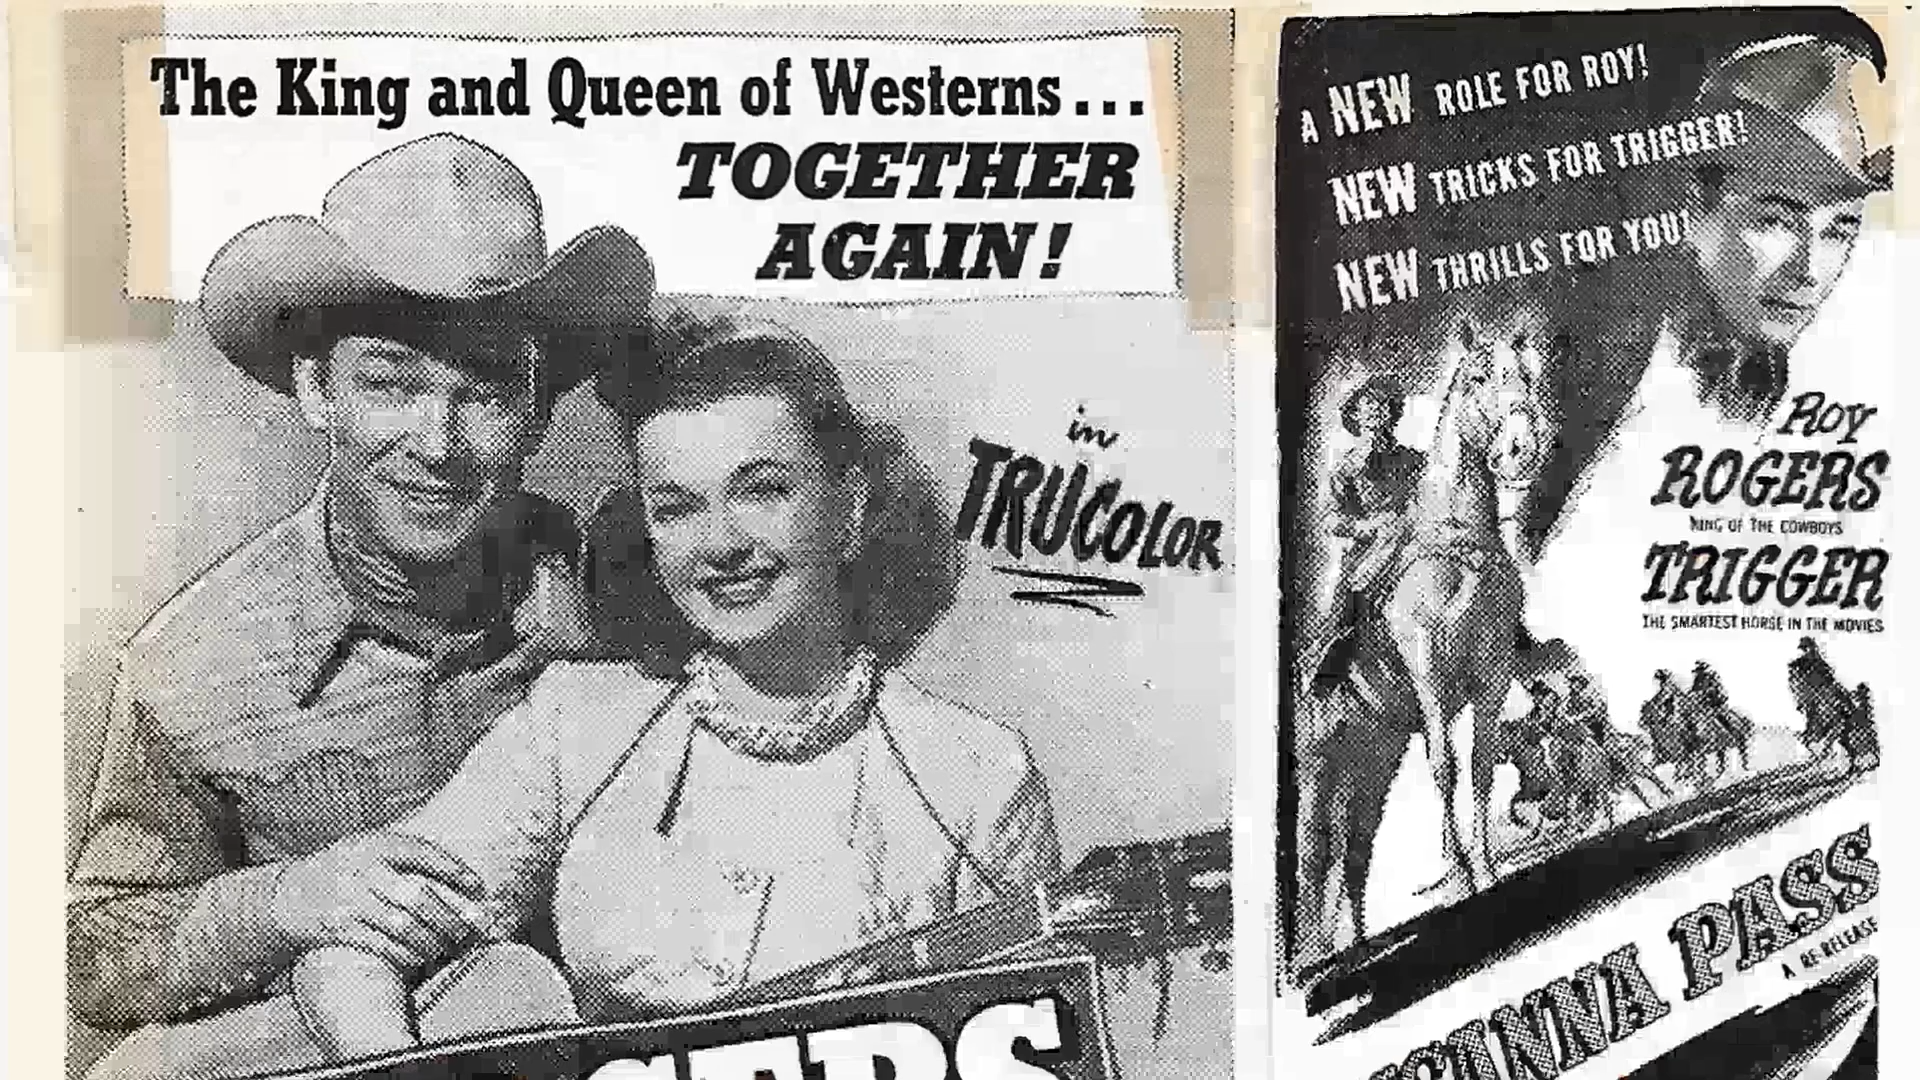 The King and Queen of Westerns...
TOGETHER
AGAIN!
in
TRUCOLOR
A NEW ROLE FOR ROY!
NEW TRICKS FOR TRIGGER!
NEW THRILLS FOR YOU!
ROY
ROGERS
KING OF THE COWBOYS
TRIGGER
THE SMARTEST HORSE IN THE MOVIES
PASS
A RE-RELEASE